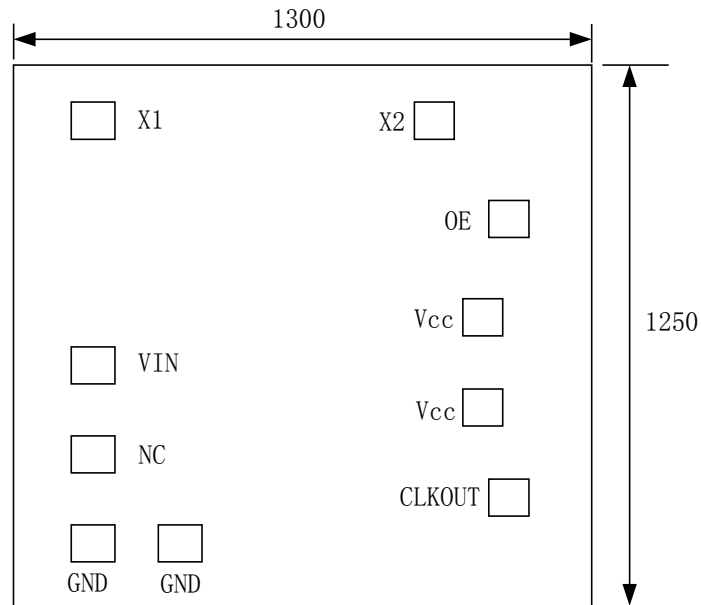 1300
X1
X2
OE
Vcc
1250
VIN
Vcc
NC
CLKOUT
GND GND